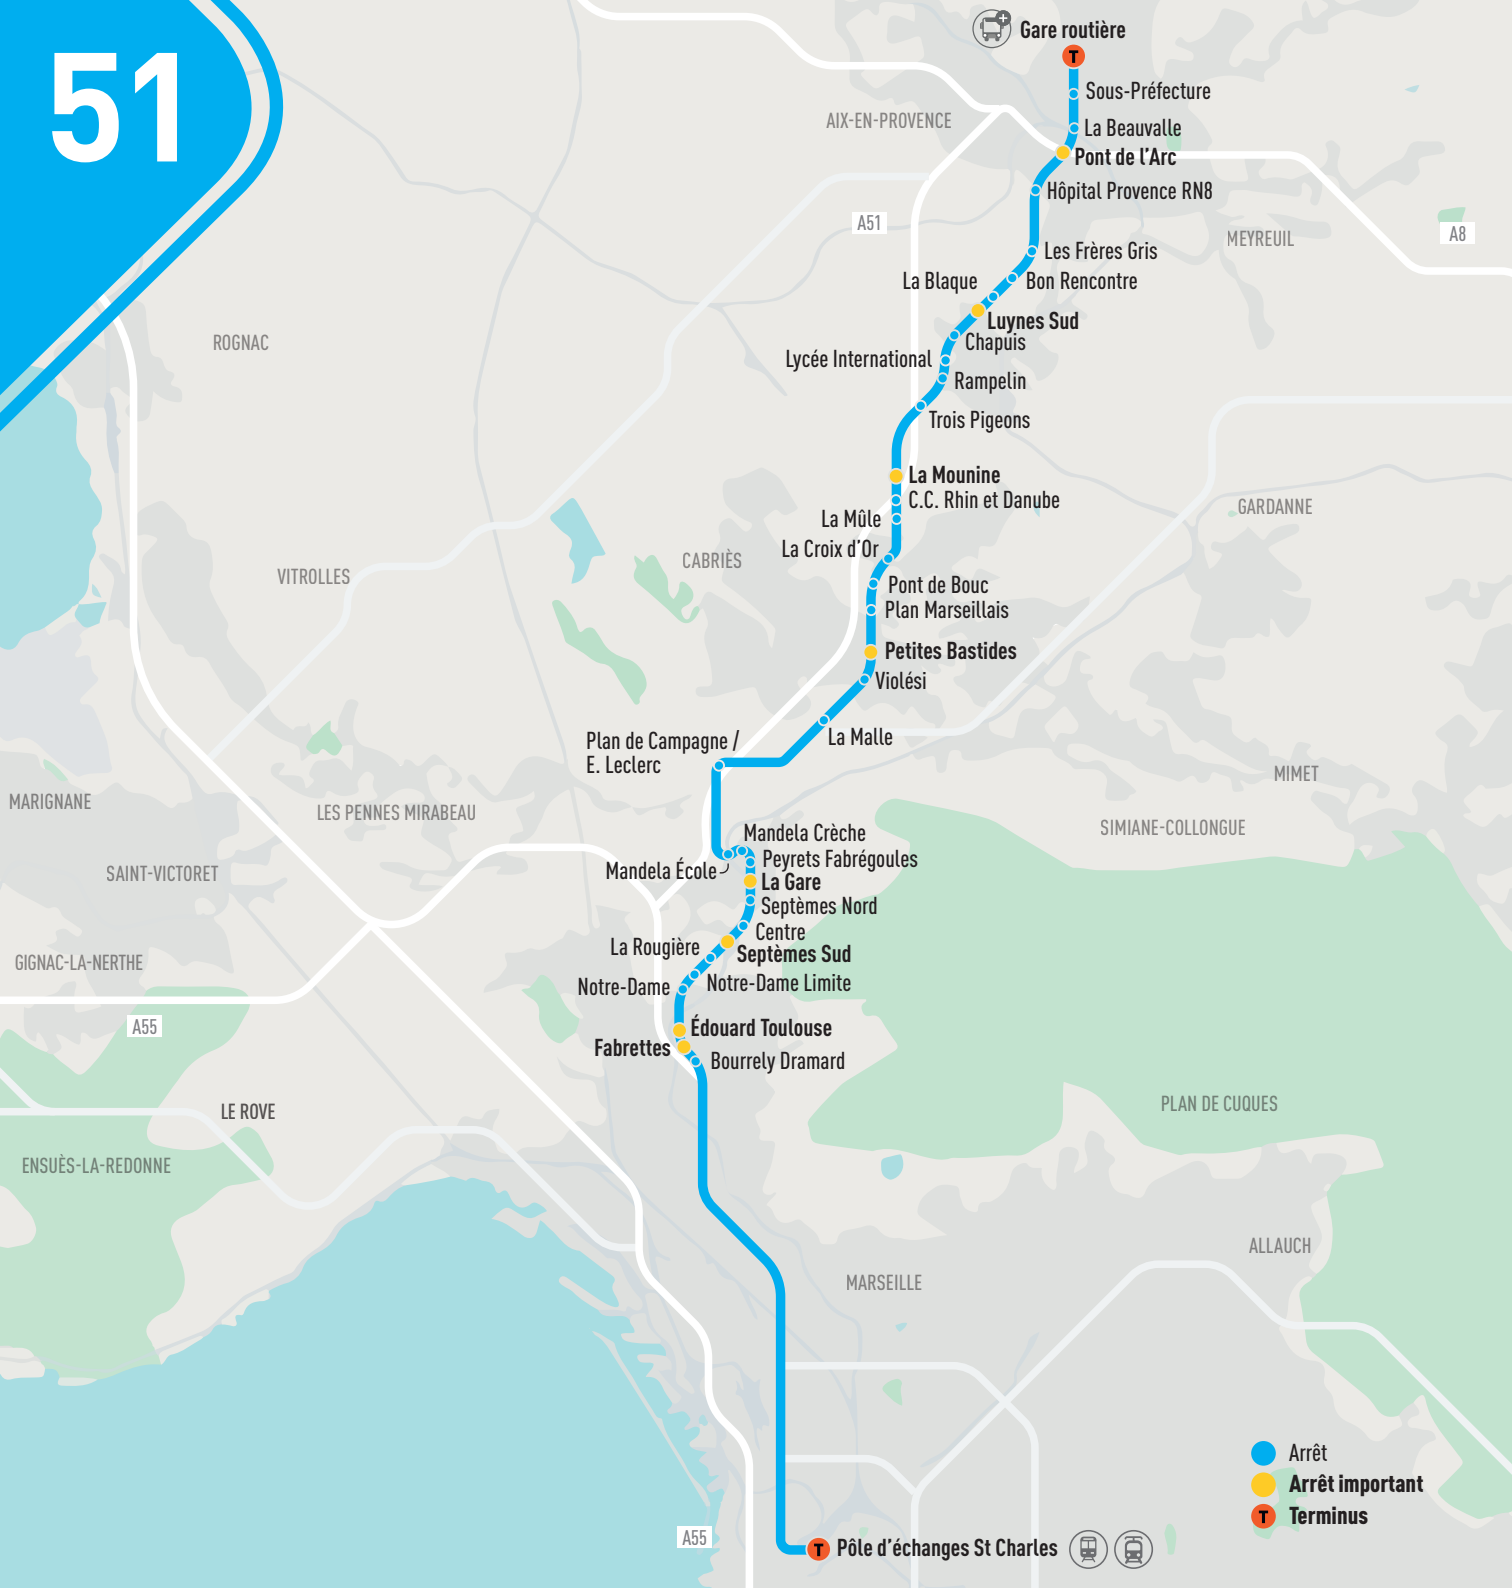 51
Gare routière
T
Sous-Préfecture
AIX-EN-PROVENCE
La Beauvalle
Pont de l'Arc
Hôpital Provence RN8
A51
A8
MEYREUIL
Les Frères Gris
La Blaque
Bon Rencontre
Luynes Sud
Chapuis
ROGNAC
Lycée International
Rampelin
Trois Pigeons
La Mounine
C.C. Rhin et Danube
GARDANNE
La Mûle
La Croix d'Or
CABRIÈS
VITROLLES
Pont de Bouc
Plan Marseillais
Petites Bastides
Violési
La Malle
Plan de Campagne /
E. Leclerc
MIMET
MARIGNANE
LES PENNES MIRABEAU
SIMIANE-COLLONGUE
Mandela Crèche
Peyrets Fabrégoules
Mandela École
SAINT-VICTORET
La Gare
Septèmes Nord
Centre
La Rougière
Septèmes Sud
GIGNAC-LA-NERTHE
Notre-Dame Limite
Notre-Dame
A55
Édouard Toulouse
Fabrettes
Bourrely Dramard
LE ROVE
PLAN DE CUQUES
ENSUÈS-LA-REDONNE
ALLAUCH
MARSEILLE
Arrêt
Arrêt important
T Terminus
A55
T Pôle d'échanges St Charles